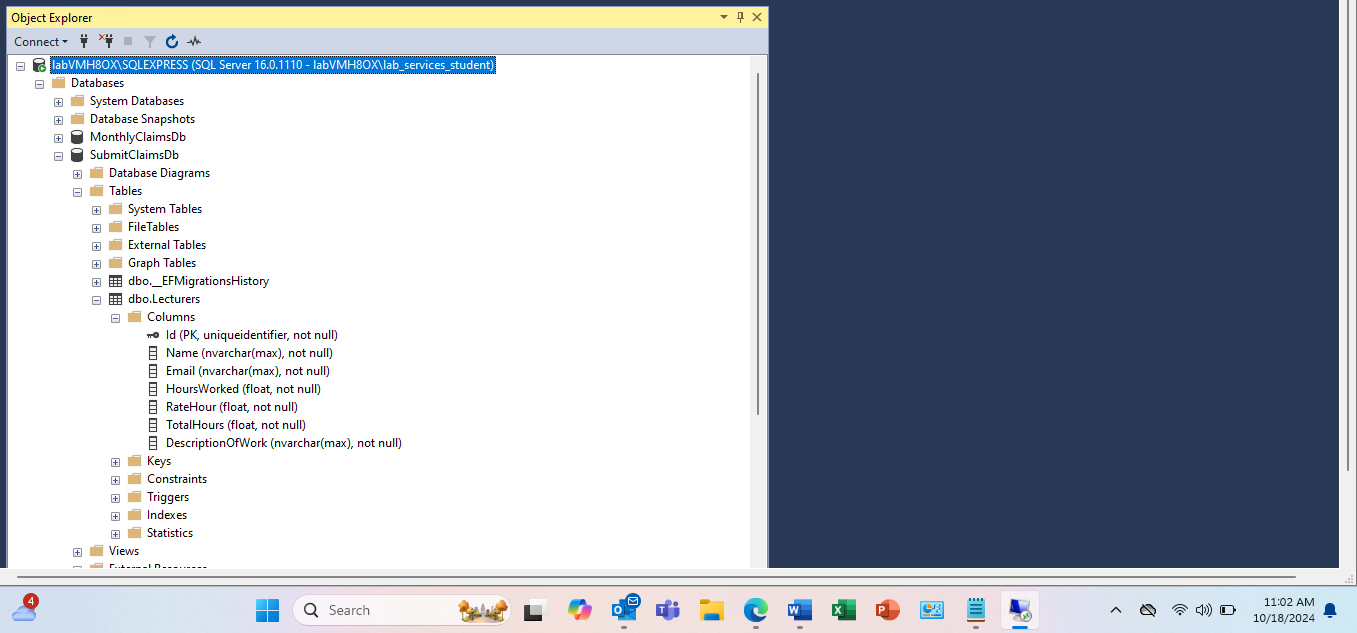 Object Explorer
Connect
labVMH8OX\SQLEXPRESS (SQL Server 16.0.1110 - labVMH8OX\lab_services_student)
Databases
System Databases
Database Snapshots
MonthlyClaimsDb
SubmitClaimsDb
Database Diagrams
Tables
System Tables
FileTables
External Tables
Graph Tables
dbo.__EFMigrationsHistory
dbo.Lecturers
Columns
Id (PK, uniqueidentifier, not null)
Name (nvarchar(max), not null)
Email (nvarchar(max), not null)
HoursWorked (float, not null)
RateHour (float, not null)
TotalHours (float, not null)
DescriptionOfWork (nvarchar(max), not null)
Keys
Constraints
Triggers
Indexes
Statistics
Views
External Resources
4
Search
11:02 AM
10/18/2024